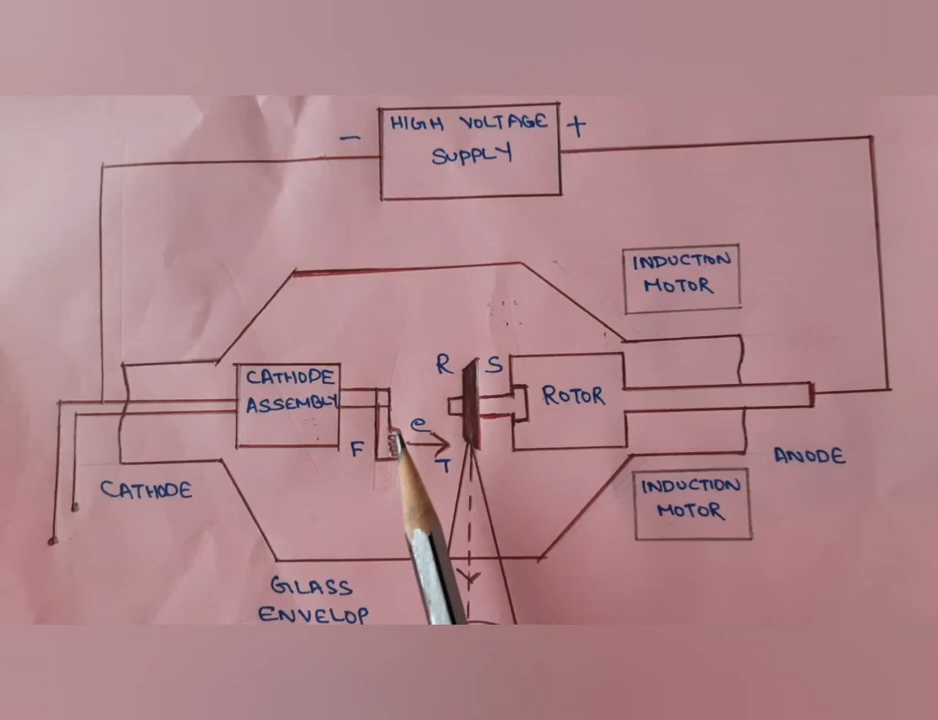 HIGH VOLTAGE
SUPPLY
-
+
INDUCTION
MOTOR
CATHODE
ASSEMBLY
R
S
ROTOR
F
e
T
ANODE
CATHODE
INDUCTION
MOTOR
GLASS
ENVELOP